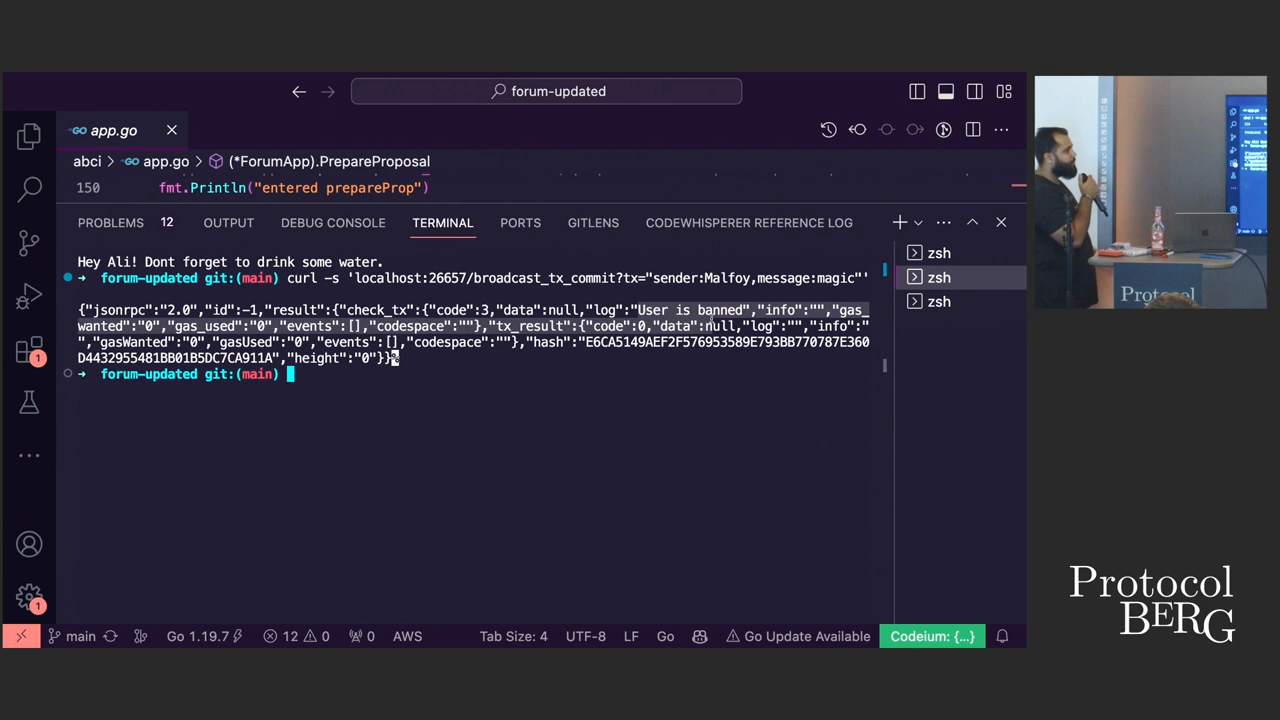 forum-updated
app.go
abci > app.go > (*ForumApp).PrepareProposal
150 fmt.Println("entered prepareProp")
PROBLEMS 12 OUTPUT DEBUG CONSOLE TERMINAL PORTS GITLENS CODEWHISPERER REFERENCE LOG
Hey Ali! Dont forget to drink some water.
➜ forum-updated git:(main) curl -s 'localhost:26657/broadcast_tx_commit?tx="sender:Malfoy,message:magic"'
{"jsonrpc":"2.0","id":-1,"result":{"check_tx":{"code":3,"data":null,"log":"User is banned","info":"","gas_
wanted":"0","gas_used":"0","events":[],"codespace":""},"tx_result":{"code":0,"data":null,"log":"","info":"
","gasWanted":"0","gasUsed":"0","events":[],"codespace":""},"hash":"E6CA5149AEF2F576953589E793BB770787E360
D4432955481BB01B5DC7CA911A","height":"0"}}%
➜ forum-updated git:(main)
zsh
zsh
zsh
1
1
main Go 1.19.7 12 0 0 AWS Tab Size: 4 UTF-8 LF Go Go Update Available Codeium: {...}
Protocol
Protocol
BERG